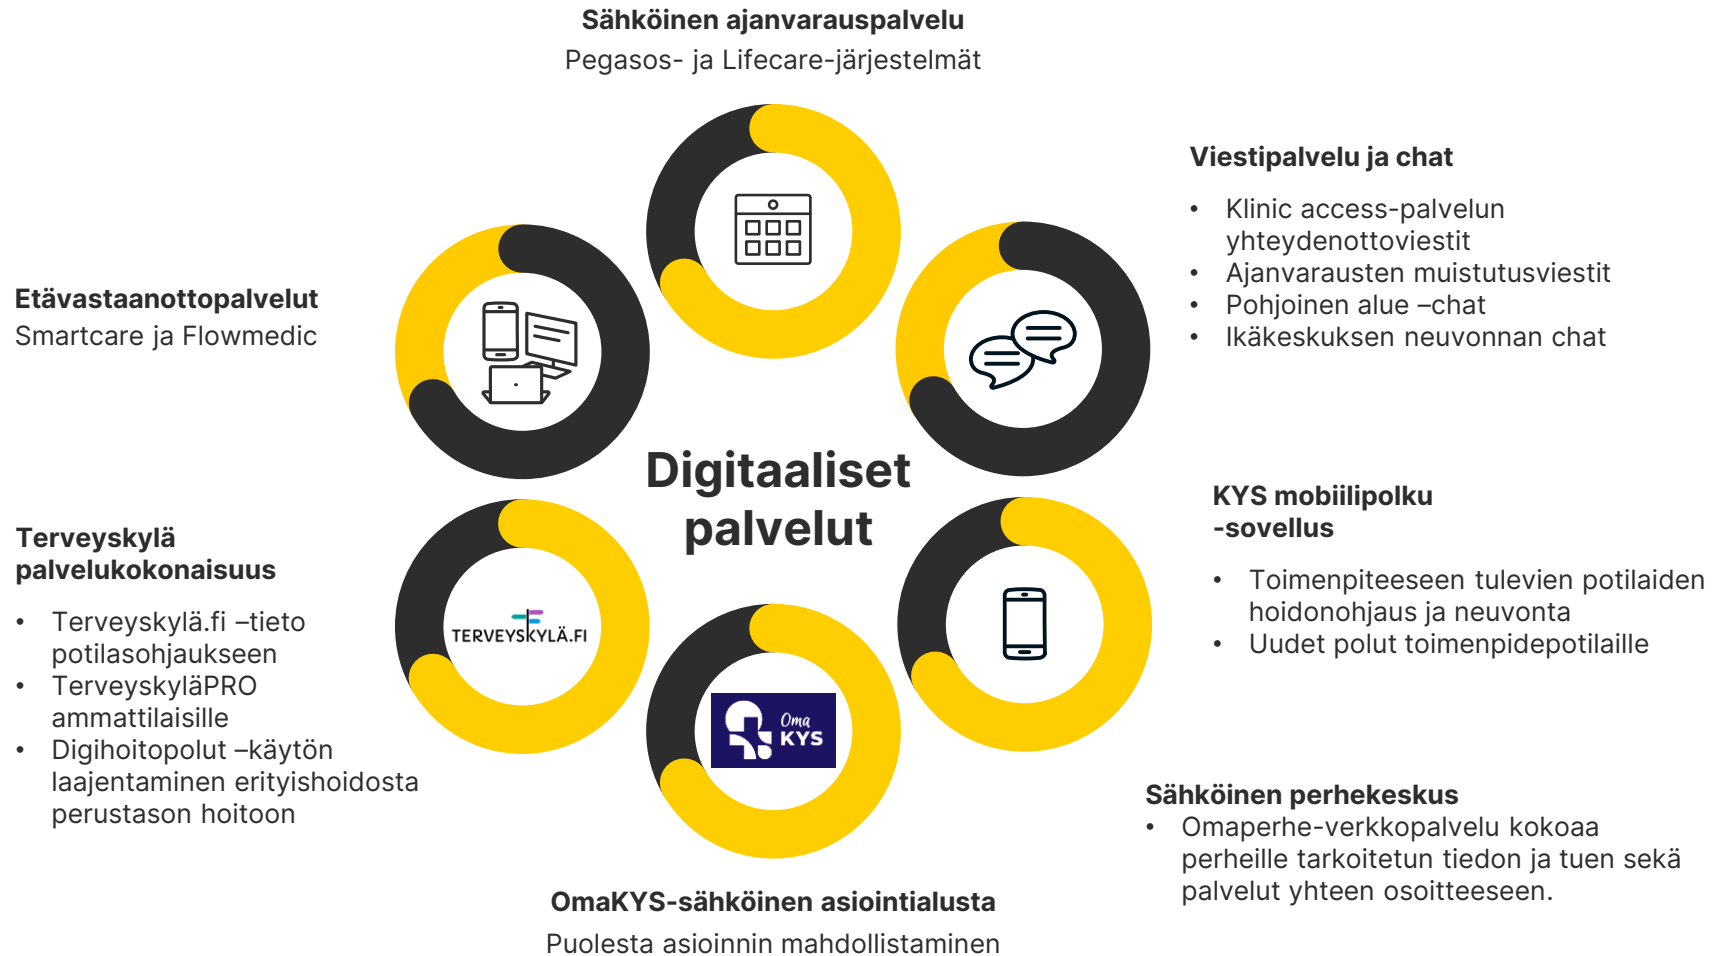 Sähköinen ajanvarauspalvelu
Pegasos- ja Lifecare-järjestelmät
Viestipalvelu ja chat
• Klinic access-palvelun
yhteydenottoviestit
• Ajanvarausten muistutusviestit
• Pohjoinen alue –chat
• Ikäkeskuksen neuvonnan chat
Etävastaanottopalvelut
Smartcare ja Flowmedic
Digitaaliset
palvelut
KYS mobiilipolku
-sovellus
• Toimenpiteeseen tulevien potilaiden
hoidonohjaus ja neuvonta
• Uudet polut toimenpidepotilaille
Terveyskylä
palvelukokonaisuus
• Terveyskylä.fi –tieto
potilasohjaukseen
• TerveyskyläPRO
ammattilaisille
• Digihoitopolut –käytön
laajentaminen erityishoidosta
perustason hoitoon
TERVEYSKYLÄ.FI
Oma
KYS
Sähköinen perhekeskus
• Omaperhe-verkkopalvelu kokoaa
perheille tarkoitetun tiedon ja tuen sekä
palvelut yhteen osoitteeseen.
OmaKYS-sähköinen asiointialusta
Puolesta asioinnin mahdollistaminen